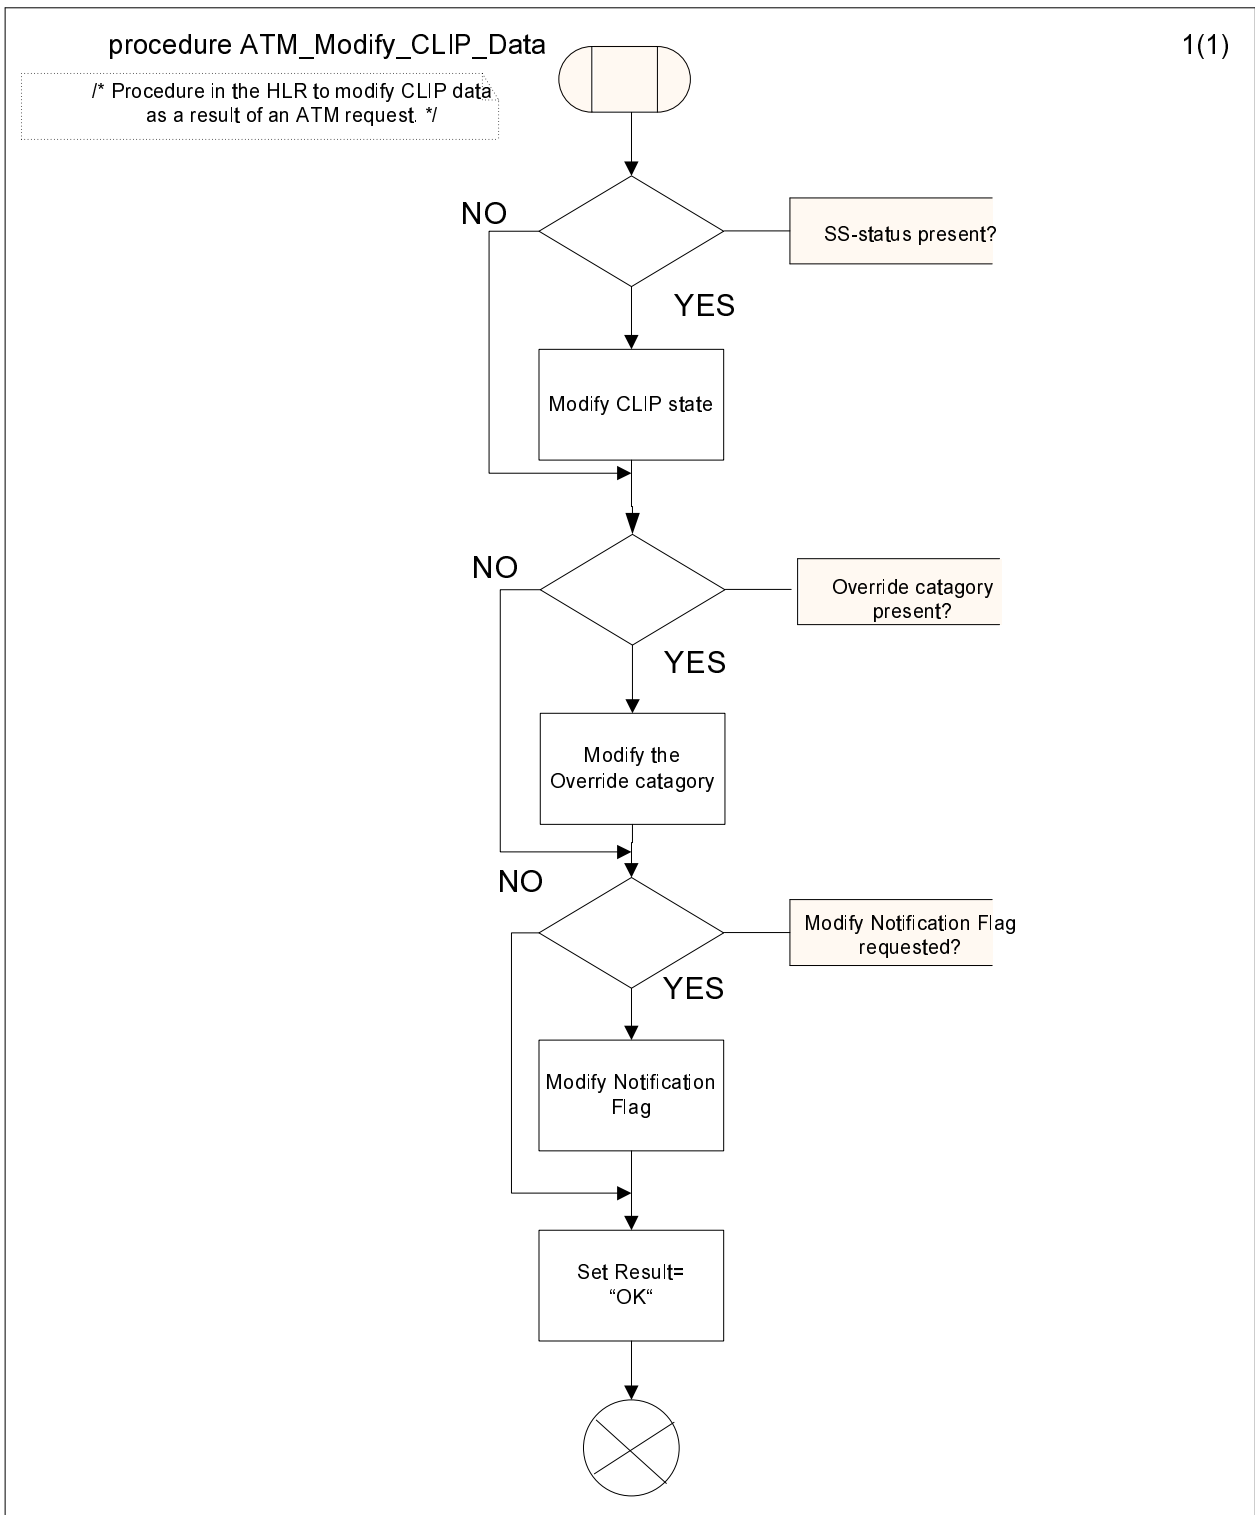 procedure ATM_Modify_CLIP_Data
1(1)
/* Procedure in the HLR to modify CLIP data
as a result of an ATM request. */
NO
SS-status present?
YES
Modify CLIP state
NO
Override catagory
present?
YES
Modify the
Override catagory
NO
Modify Notification Flag
requested?
YES
Modify Notification
Flag
Set Result=
“OK“